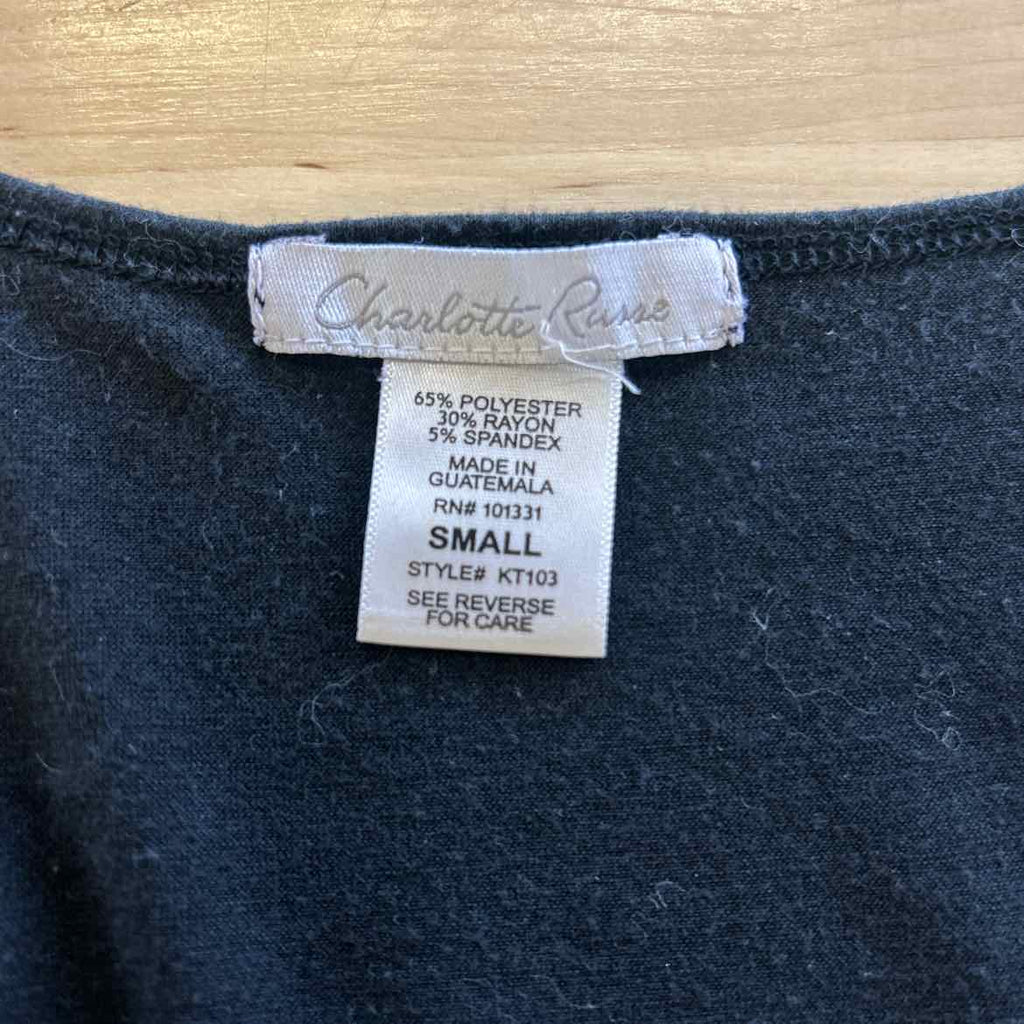 Charlotte Russe
65% POLYESTER
30% RAYON
5% SPANDEX
MADE IN
GUATEMALA
RN# 101331
SMALL
STYLE# KT103
SEE REVERSE
FOR CARE